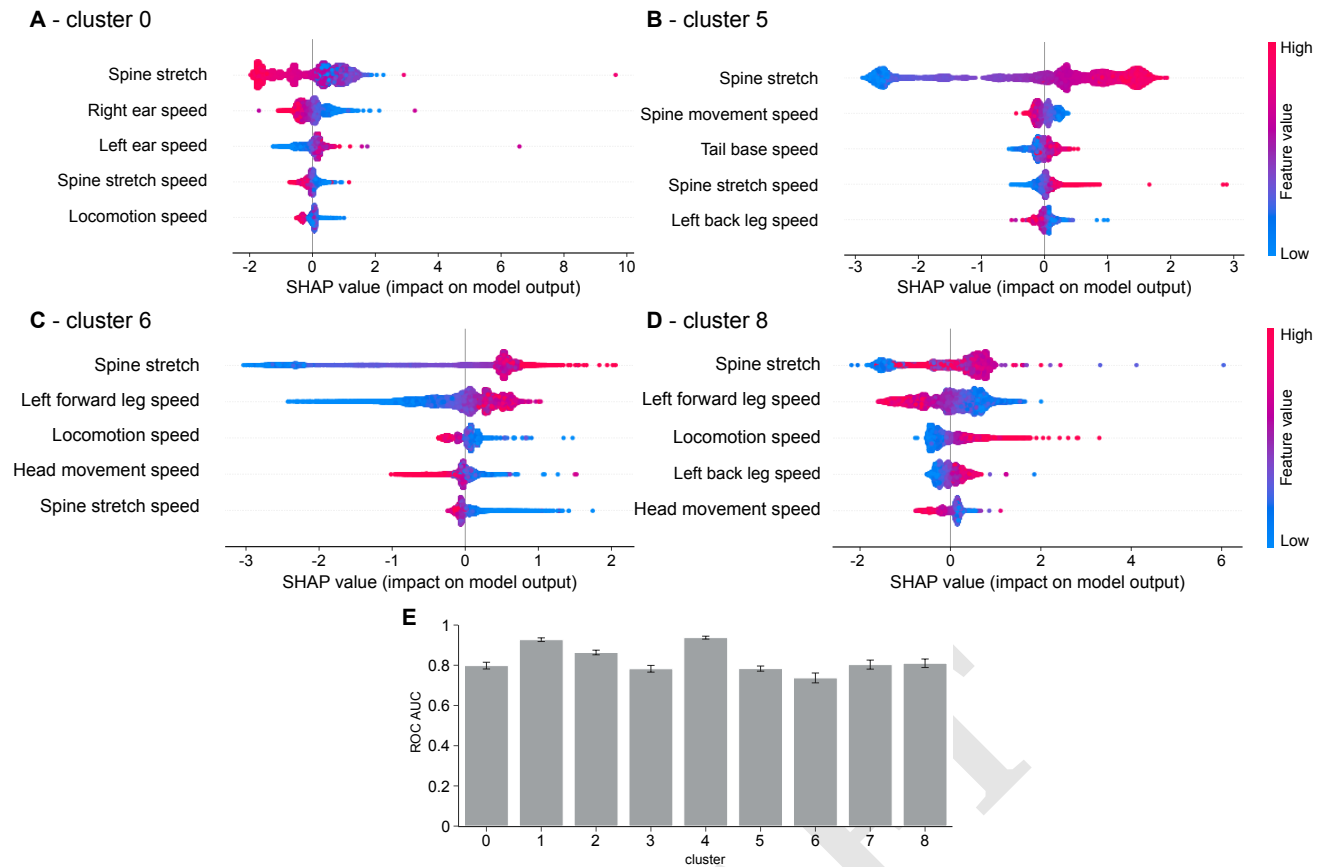 A - cluster 0
Spine stretch
Right ear speed
Left ear speed
Spine stretch speed
Locomotion speed
-2 0 2 4 6 8 10
SHAP value (impact on model output)
B - cluster 5
Spine stretch
Spine movement speed
Tail base speed
Spine stretch speed
Left back leg speed
-3 -2 -1 0 1 2 3
SHAP value (impact on model output)
High
Feature value
Low
C - cluster 6
Spine stretch
Left forward leg speed
Locomotion speed
Head movement speed
Spine stretch speed
-3 -2 -1 0 1 2
SHAP value (impact on model output)
D - cluster 8
Spine stretch
Left forward leg speed
Locomotion speed
Left back leg speed
Head movement speed
-2 0 2 4 6
SHAP value (impact on model output)
High
Feature value
Low
E
ROC AUC
1
0.8
0.6
0.4
0.2
0
0 1 2 3 4 5 6 7 8
cluster